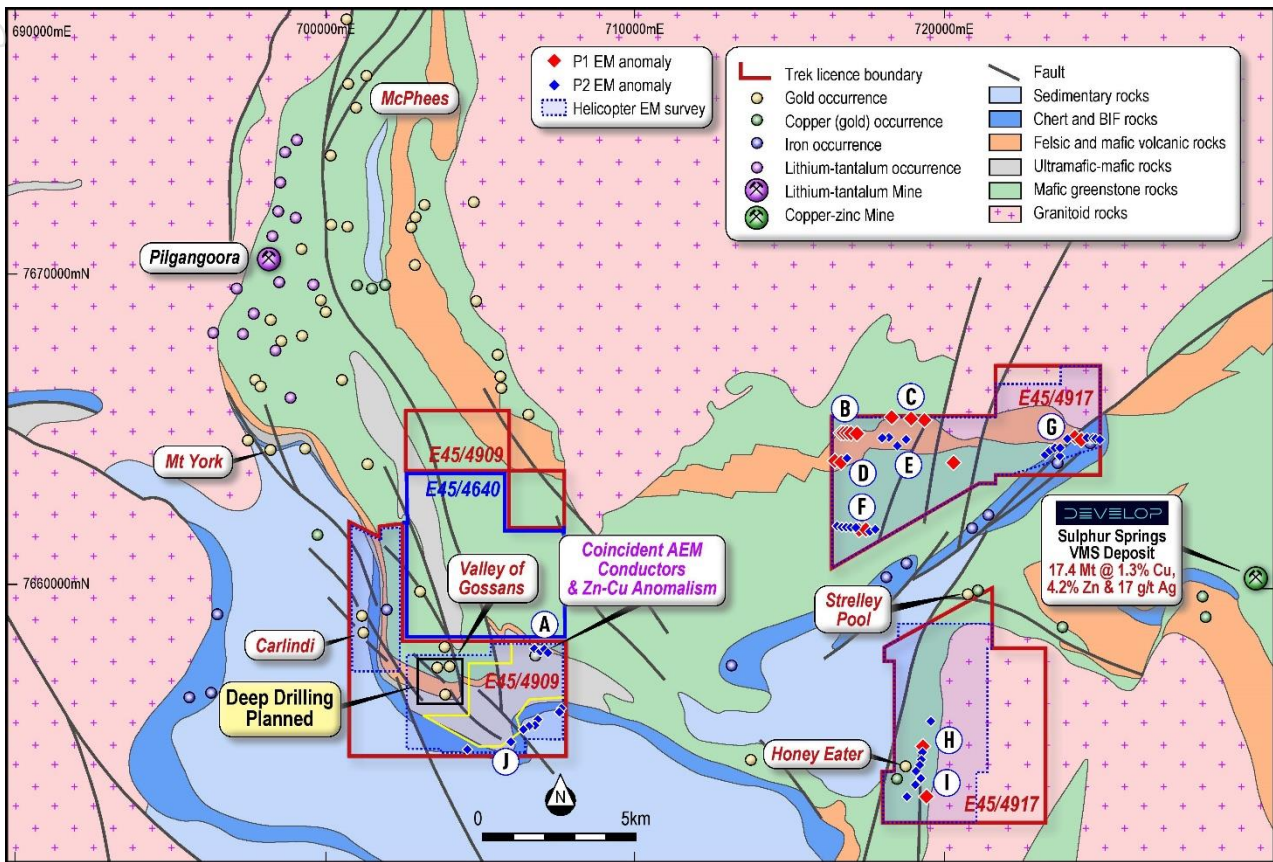 690000mE
700000mE
710000mE
720000mE
7670000mN
7660000mN
P1 EM anomaly
P2 EM anomaly
Helicopter EM survey
Trek licence boundary
Gold occurrence
Copper (gold) occurrence
Iron occurrence
Lithium-tantalum occurrence
Lithium-tantalum Mine
Copper-zinc Mine
Fault
Sedimentary rocks
Chert and BIF rocks
Felsic and mafic volcanic rocks
Ultramafic-mafic rocks
Mafic greenstone rocks
Granitoid rocks
McPhees
Pilgangoora
Mt York
E45/4909
E45/4640
Carlindi
Valley of
Gossans
Coincident AEM
Conductors
& Zn-Cu Anomalism
A
E45/4909
Deep Drilling
Planned
J
N
0
5km
B
C
D
E
F
G
E45/4917
DEVELOP
Sulphur Springs
VMS Deposit
17.4 Mt @ 1.3% Cu,
4.2% Zn & 17 g/t Ag
Strelley
Pool
Honey Eater
H
I
E45/4917